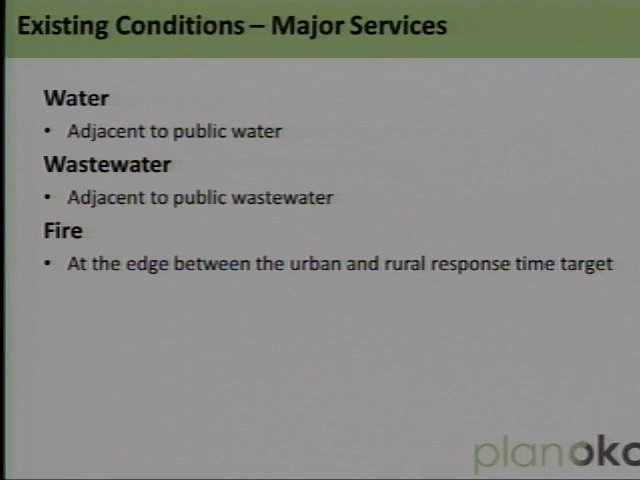 Existing Conditions – Major Services
Water
• Adjacent to public water
Wastewater
• Adjacent to public wastewater
Fire
• At the edge between the urban and rural response time target
planokc